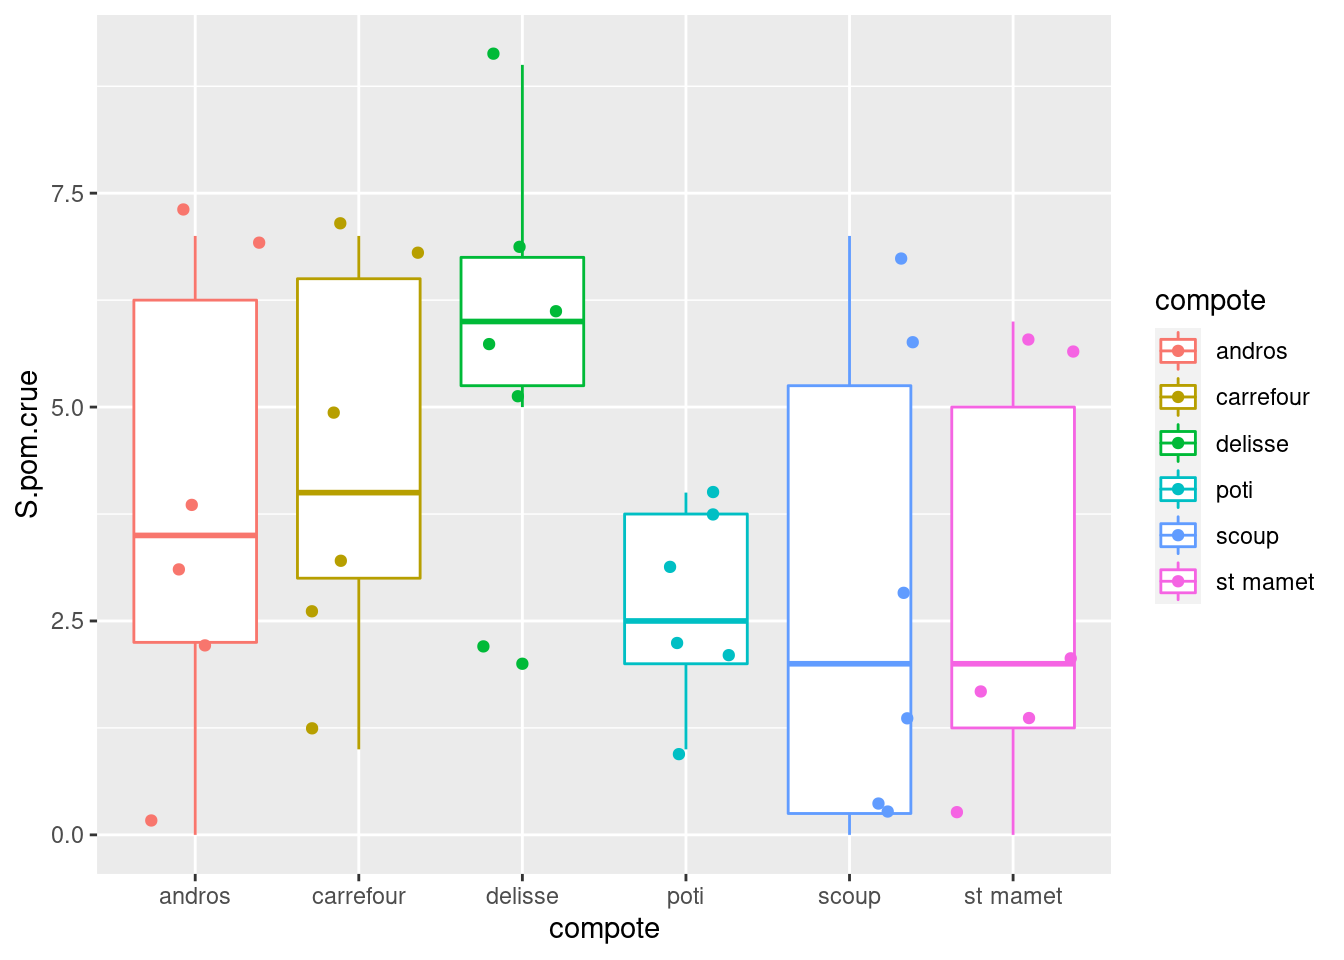 S.pom.crue
7.5
5.0
2.5
0.0
andros
carrefour
delisse
poti
scoup
st mamet
compote
compote
andros
carrefour
delisse
poti
scoup
st mamet